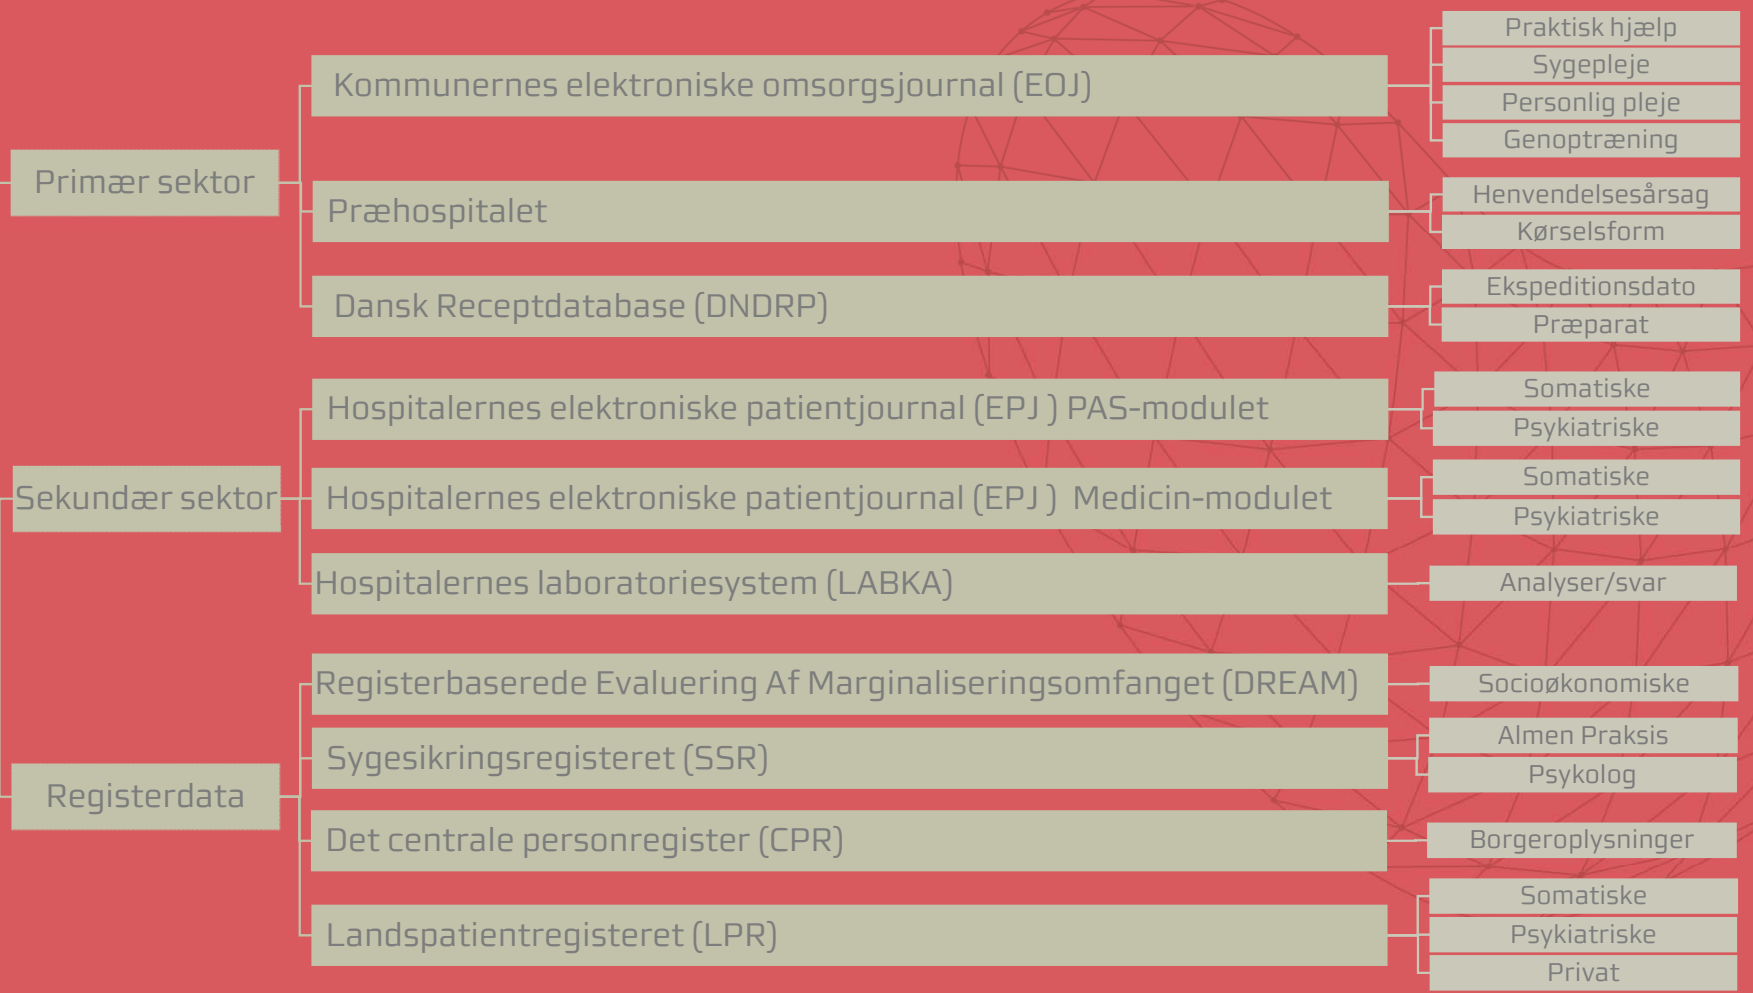 Primær sektor
Kommunernes elektroniske omsorgsjournal (EOJ)
Praktisk hjælp
Sygepleje
Personlig pleje
Genoptræning
Præhospitalet
Henvendelsesårsag
Kørselsform
Dansk Receptdatabase (DNDRP)
Ekspeditionsdato
Præparat
Sekundær sektor
Hospitalernes elektroniske patientjournal (EPJ ) PAS-modulet
Somatiske
Psykiatriske
Hospitalernes elektroniske patientjournal (EPJ ) Medicin-modulet
Somatiske
Psykiatriske
Hospitalernes laboratoriesystem (LABKA)
Analyser/svar
Registerdata
Registerbaserede Evaluering Af Marginaliseringsomfanget (DREAM)
Socioøkonomiske
Sygesikringsregisteret (SSR)
Almen Praksis
Psykolog
Det centrale personregister (CPR)
Borgeroplysninger
Landspatientregisteret (LPR)
Somatiske
Psykiatriske
Privat